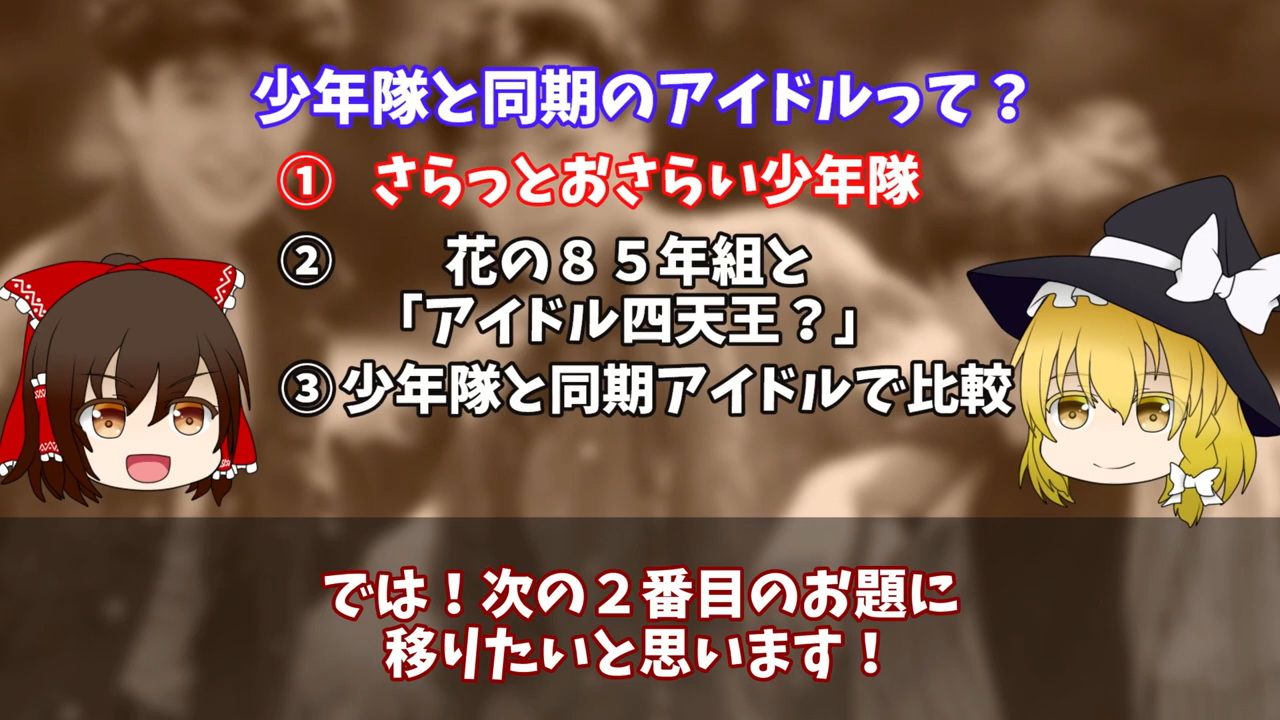 少年隊と同期のアイドルって？
① さらっとおさらい少年隊
② 花の８５年組と
「アイドル四天王？」
③少年隊と同期アイドルで比較
では！次の２番目のお題に
移りたいと思います！